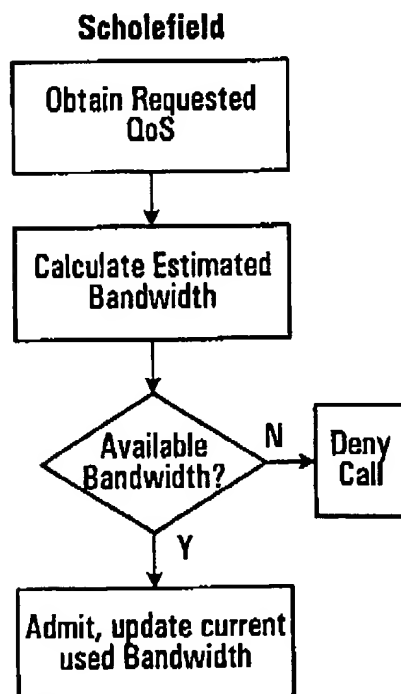 Scholefield
Obtain Requested
QoS
Calculate Estimated
Bandwidth
Available
Bandwidth?
N
Deny
Call
Y
Admit, update current
used Bandwidth